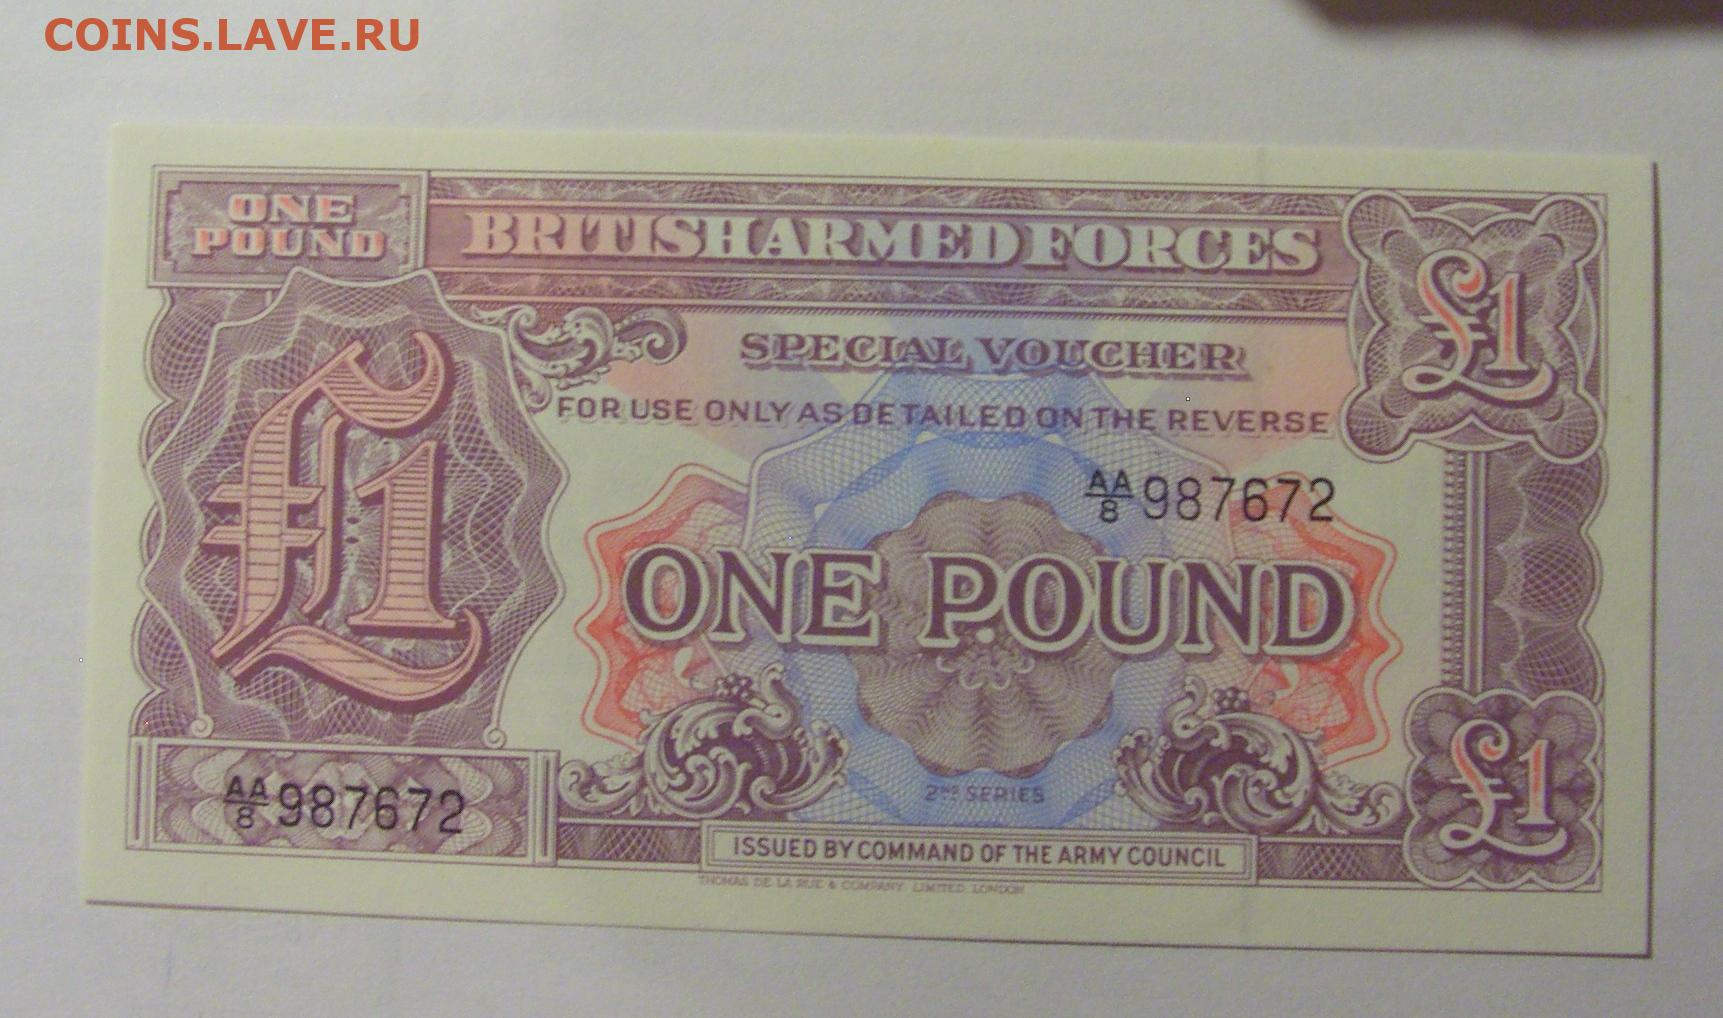 COINS.LAVE.RU
ONE
POUND
BRITISH ARMED FORCES
£1
SPECIAL VOUCHER
FOR USE ONLY AS DETAILED ON THE REVERSE
£1
AA/8 987672
ONE POUND
2ND SERIES
£1
AA/8 987672
ISSUED BY COMMAND OF THE ARMY COUNCIL
THOMAS DE LA RUE & COMPANY, LIMITED, LONDON